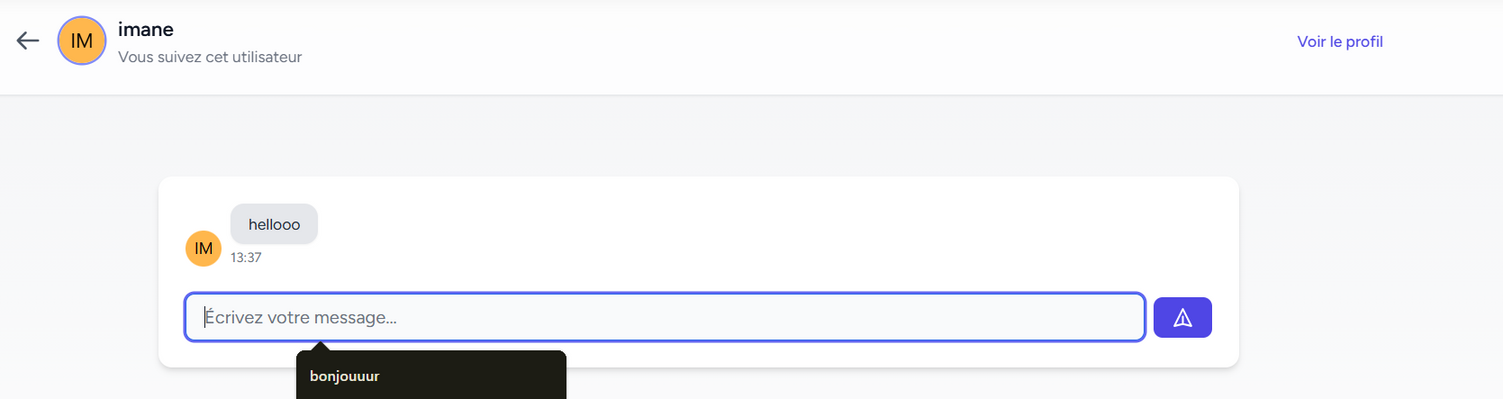 IM
imane
Vous suivez cet utilisateur
Voir le profil
hellooo
IM
13:37
Écrivez votre message...
bonjouuur